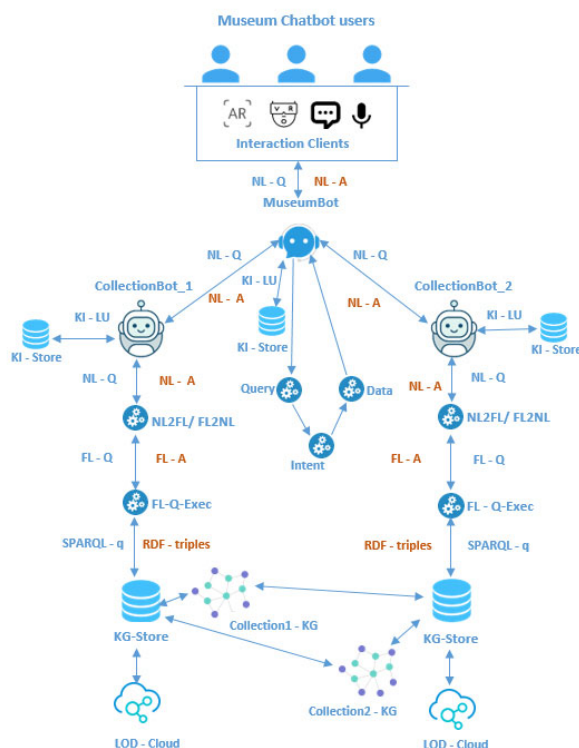 Museum Chatbot users
AR
V R
Interaction Clients
NL - Q NL - A
MuseumBot
NL - Q NL - Q
CollectionBot_1 KI - LU CollectionBot_2
NL - A NL - A
KI - LU KI - LU
KI - Store KI - Store KI - Store
NL - Q NL - A Query Data NL - A NL - Q
NL2FL/ FL2NL NL2FL/ FL2NL
Intent
FL - Q FL - A FL - A FL - Q
FL-Q-Exec FL - Q-Exec
SPARQL - q RDF - triples RDF - triples SPARQL -q
KG-Store Collection1 - KG KG-Store
Collection2 - KG
LOD - Cloud LOD - Cloud